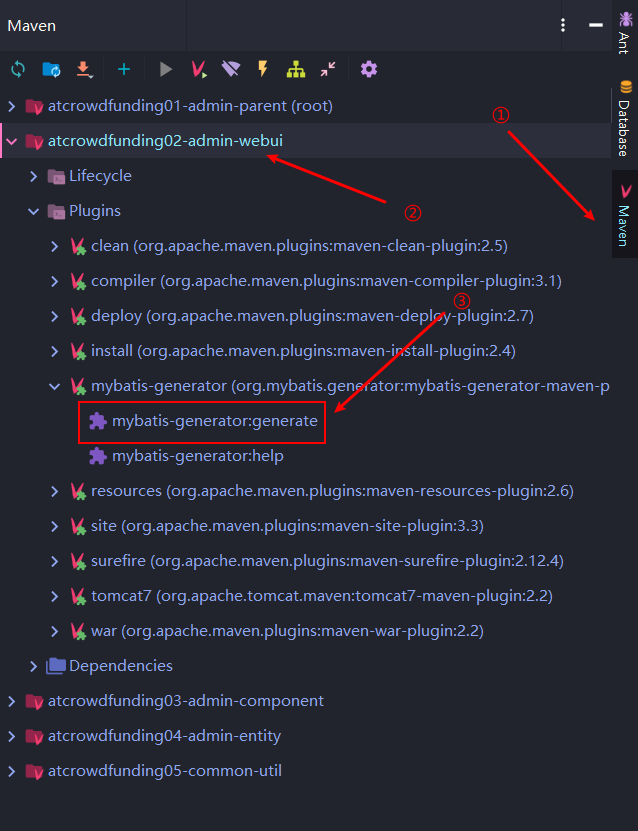 Maven
atcrowdfunding01-admin-parent (root)
atcrowdfunding02-admin-webui
Lifecycle
Plugins
clean (org.apache.maven.plugins:maven-clean-plugin:2.5)
compiler (org.apache.maven.plugins:maven-compiler-plugin:3.1)
deploy (org.apache.maven.plugins:maven-deploy-plugin:2.7)
install (org.apache.maven.plugins:maven-install-plugin:2.4)
mybatis-generator (org.mybatis.generator:mybatis-generator-maven-p
mybatis-generator:generate
mybatis-generator:help
resources (org.apache.maven.plugins:maven-resources-plugin:2.6)
site (org.apache.maven.plugins:maven-site-plugin:3.3)
surefire (org.apache.maven.plugins:maven-surefire-plugin:2.12.4)
tomcat7 (org.apache.tomcat.maven:tomcat7-maven-plugin:2.2)
war (org.apache.maven.plugins:maven-war-plugin:2.2)
Dependencies
atcrowdfunding03-admin-component
atcrowdfunding04-admin-entity
atcrowdfunding05-common-util
①
②
③
Ant
Database
Maven